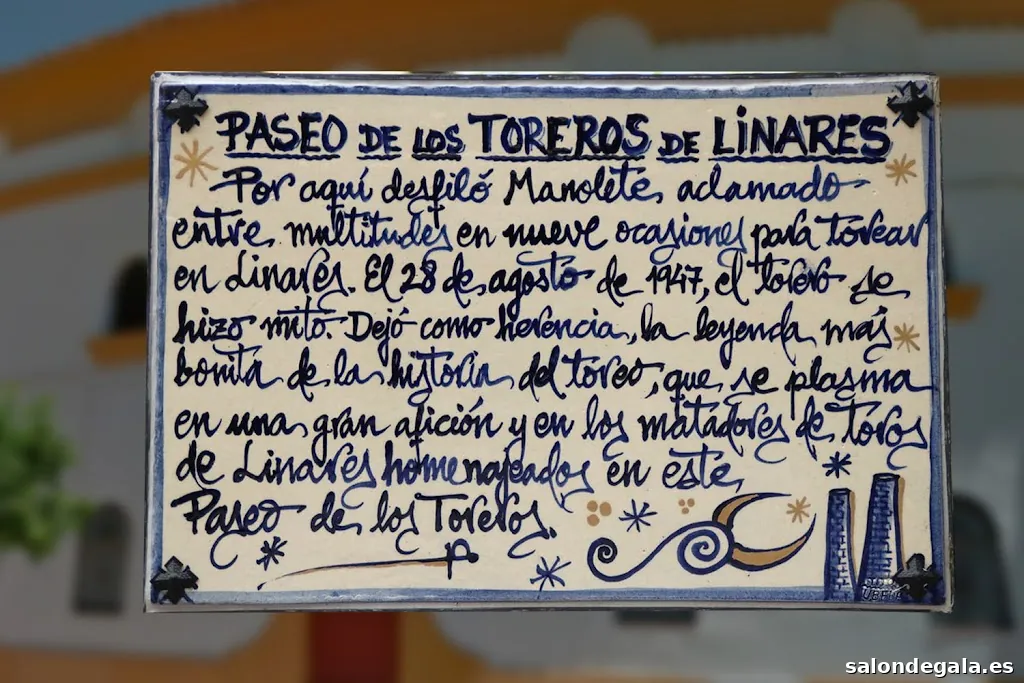 PASEO DE LOS TOREROS DE LINARES
Por aquí desfiló Manolete, aclamado
entre multitudes en nueve ocasiones para torear
en Linares. El 28 de agosto de 1947, el torero se
hizo mito. Dejó como herencia, la leyenda más
bonita de la historia del toreo, que se plasma
en una gran afición y en los matadores de toros
de Linares homenajeados en este
Paseo de los Toreros.
UBEDA
salondegala.es